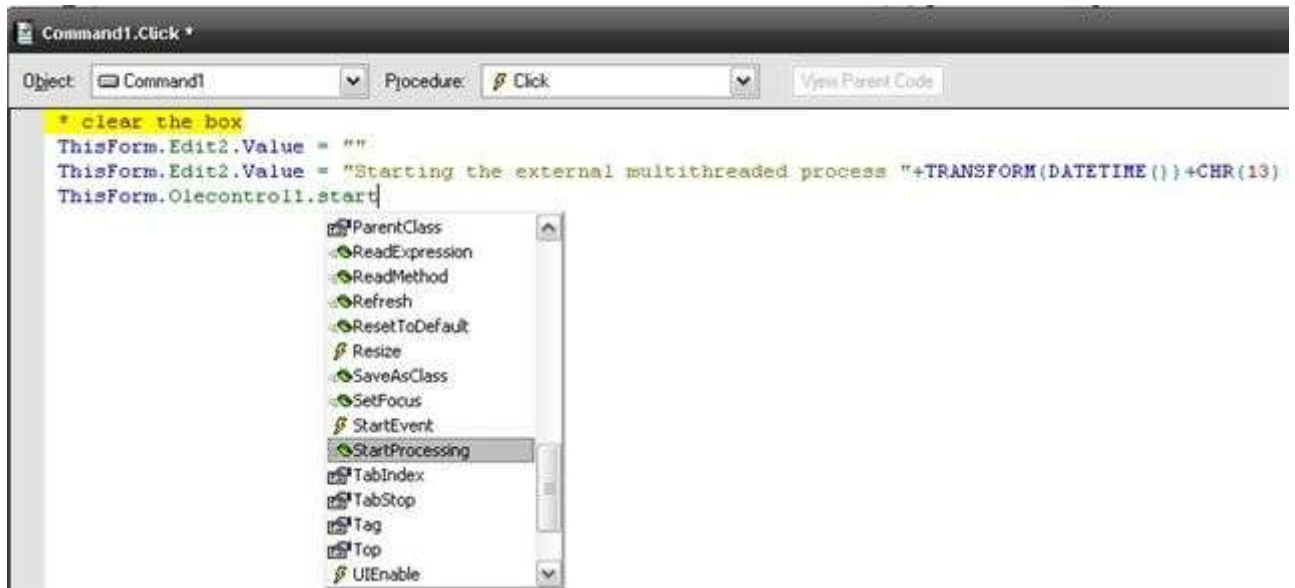 Command1.Click *
Object: Command1 Procedure: Click View Parent Code
* clear the box
ThisForm.Edit2.Value = ""
ThisForm.Edit2.Value = "Starting the external multithreaded process "+TRANSFORM(DATETIME())+CHR(13)
ThisForm.Olecontrol1.start
ParentClass
ReadExpression
ReadMethod
Refresh
ResetToDefault
Resize
SaveAsClass
SetFocus
StartEvent
StartProcessing
TabIndex
TabStop
Tag
Top
UIEnable